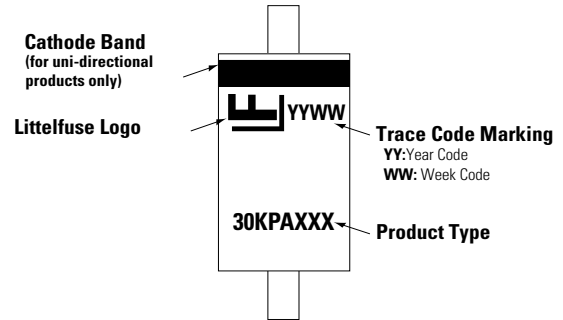 Cathode Band
(for uni-directional
products only)
Littelfuse Logo
YYWW
Trace Code Marking
YY:Year Code
WW: Week Code
30KPAXXX
Product Type